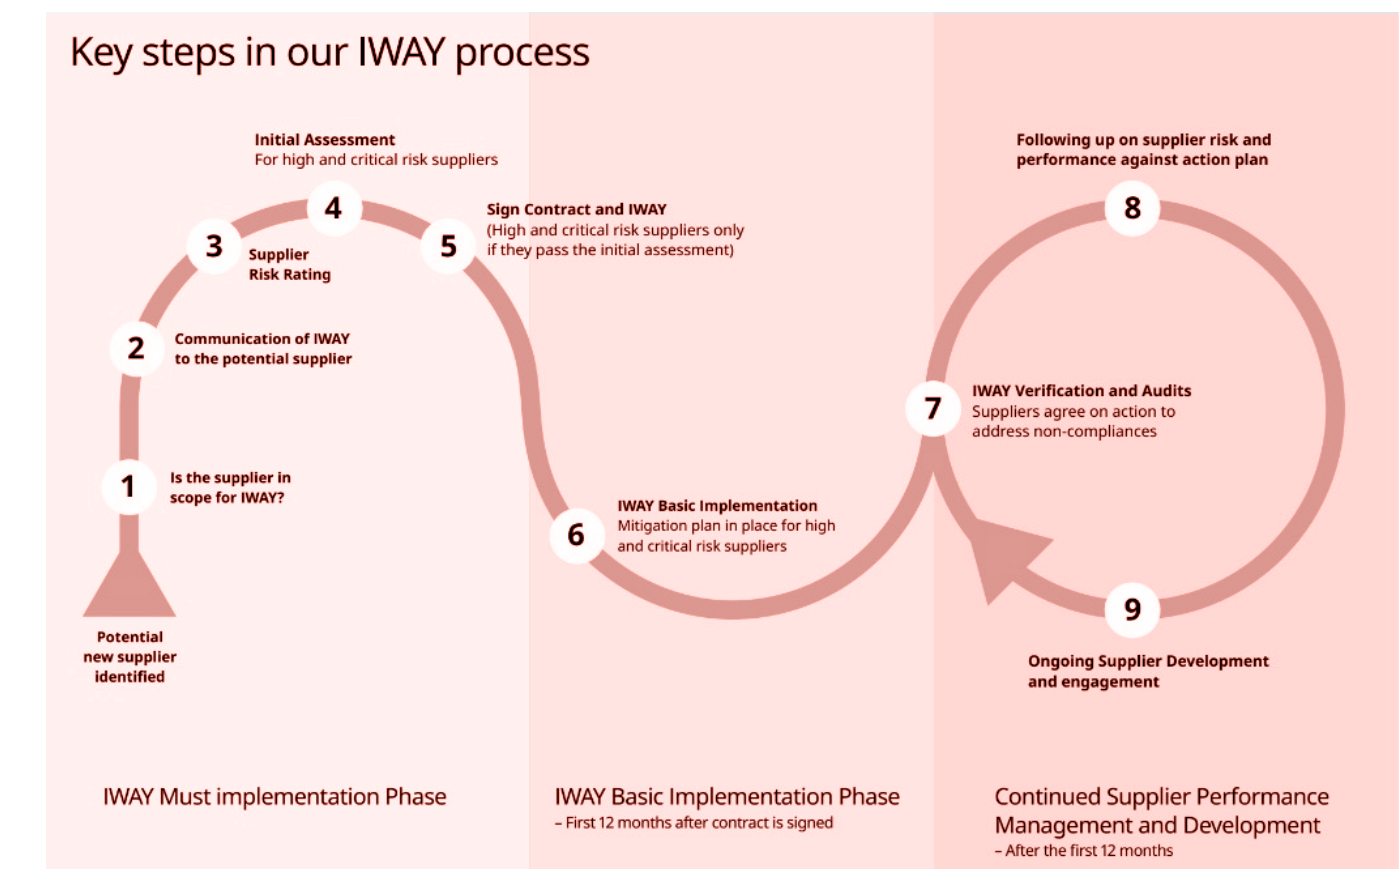 Key steps in our IWAY process
Initial Assessment
For high and critical risk suppliers
4
3
Supplier
Risk Rating
5
Sign Contract and IWAY
(High and critical risk suppliers only
if they pass the initial assessment)
2
Communication of IWAY
to the potential supplier
1
Is the supplier in
scope for IWAY?
Potential
new supplier
identified
6
IWAY Basic Implementation
Mitigation plan in place for high
and critical risk suppliers
7
IWAY Verification and Audits
Suppliers agree on action to
address non-compliances
Following up on supplier risk and
performance against action plan
8
9
Ongoing Supplier Development
and engagement
IWAY Must implementation Phase
IWAY Basic Implementation Phase
– First 12 months after contract is signed
Continued Supplier Performance
Management and Development
– After the first 12 months